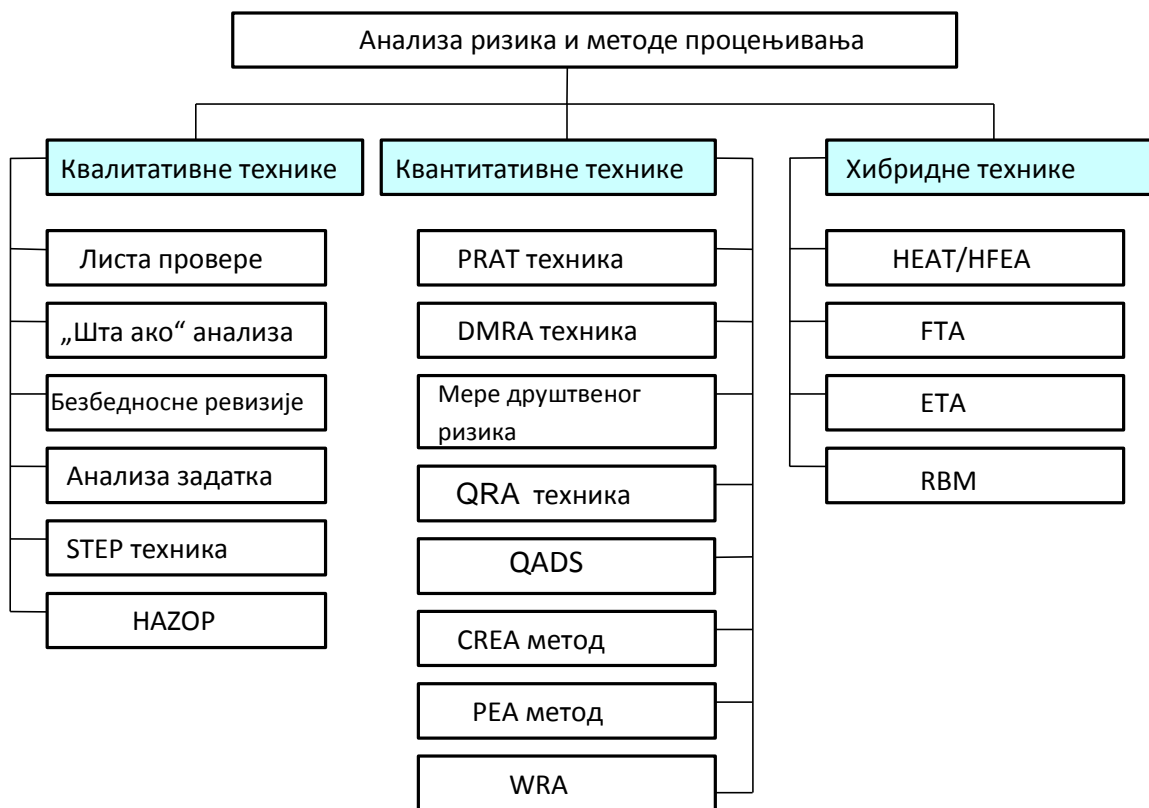 Анализа ризика и методе процењивања
Квалитативне технике
Листа провере
„Шта ако“ анализа
Безбедносне ревизије
Анализа задатка
STEP техника
HAZOP
Квантитативне технике
PRAT техника
DMRA техника
Мере друштвеног
ризика
QRA техника
QADS
CREA метод
PEA метод
WRA
Хибридне технике
HEAT/HFEA
FTA
ETA
RBM